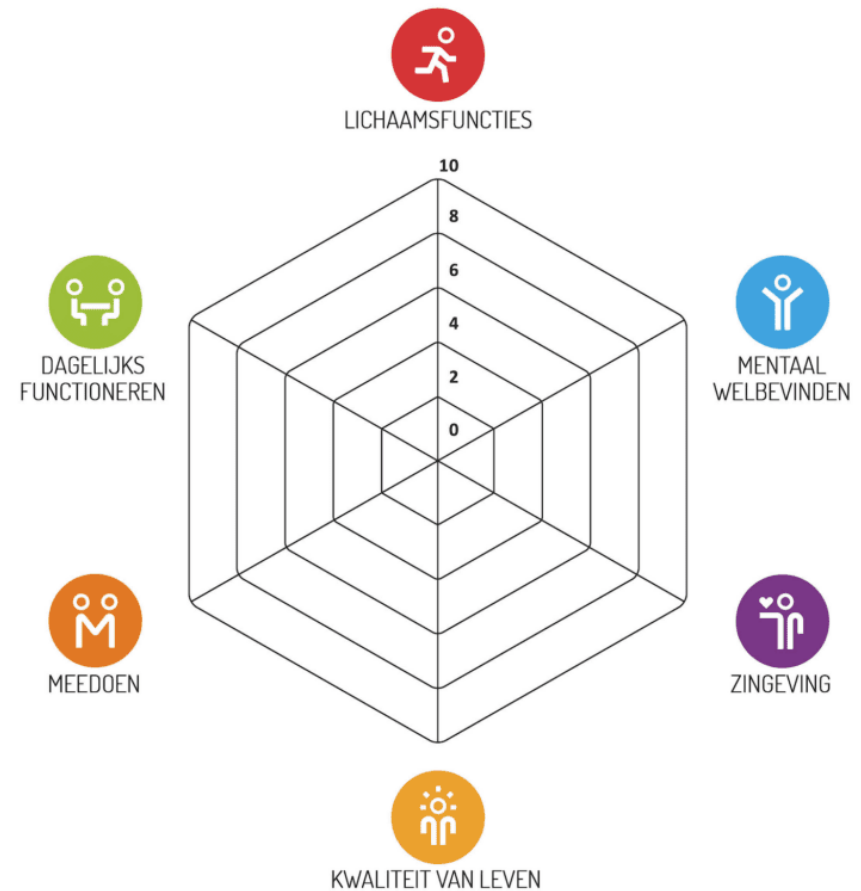 LICHAAMSFUNCTIES
10
8
6
4
2
0
DAGELIJKS
FUNCTIONEREN
MENTAAL
WELBEVINDEN
MEEDOEN
ZINGEVING
KWALITEIT VAN LEVEN